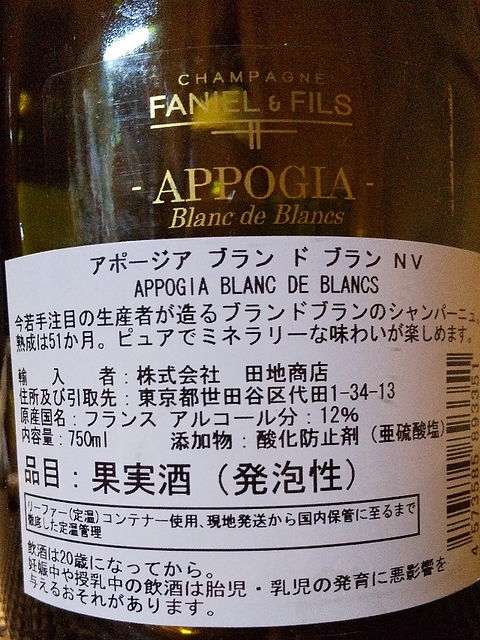 CHAMPAGNE
FANIEL & FILS
- APPOGIA -
Blanc de Blancs
アポージア ブラン ド ブラン NV
APPOGIA BLANC DE BLANCS
今若手注目の生産者が造るブランドブランのシャンパーニュ。
熟成は51か月。ピュアでミネラリーな味わいが楽しめます。
輸入者:株式会社 田地商店
住所及び引取先:東京都世田谷区代田1-34-13
原産国名:フランス アルコール分:12%
内容量:750ml 添加物:酸化防止剤(亜硫酸塩)
品目:果実酒(発泡性)
リーファー(定温)コンテナー使用、現地発送から国内保管に至るまで
徹底した定温管理
飲酒は20歳になってから。
妊娠中や授乳中の飲酒は胎児・乳児の発育に悪影響を
与えるおそれがあります。
4573585893351